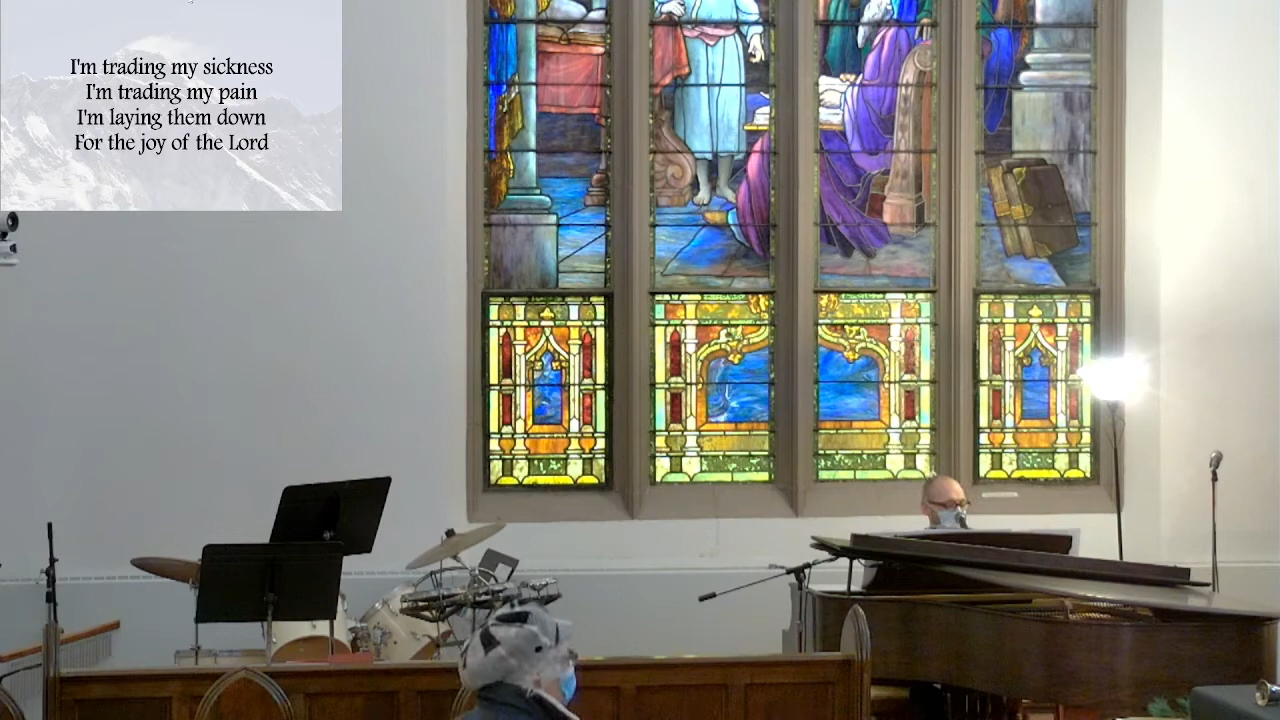 I'm trading my sickness
I'm trading my pain
I'm laying them down
For the joy of the Lord